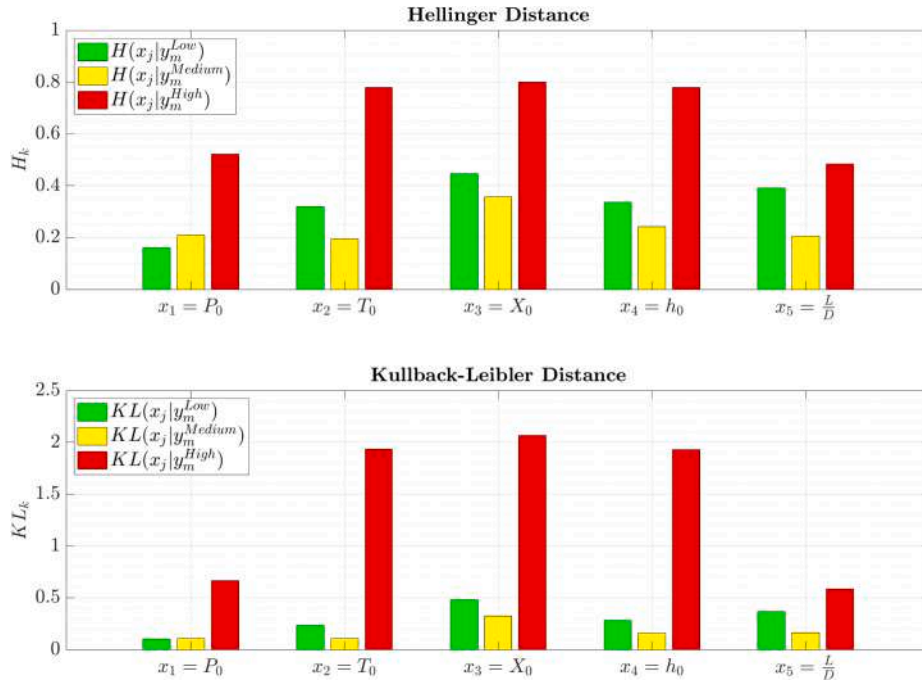 Hellinger Distance
1
0.8
0.6
0.4
0.2
0
H_k
H(x_j|y_m^{Low})
H(x_j|y_m^{Medium})
H(x_j|y_m^{High})
x_1 = P_0
x_2 = T_0
x_3 = X_0
x_4 = h_0
x_5 = \frac{L}{D}
Kullback-Leibler Distance
2.5
2
1.5
1
0.5
0
KL_k
KL(x_j|y_m^{Low})
KL(x_j|y_m^{Medium})
KL(x_j|y_m^{High})
x_1 = P_0
x_2 = T_0
x_3 = X_0
x_4 = h_0
x_5 = \frac{L}{D}